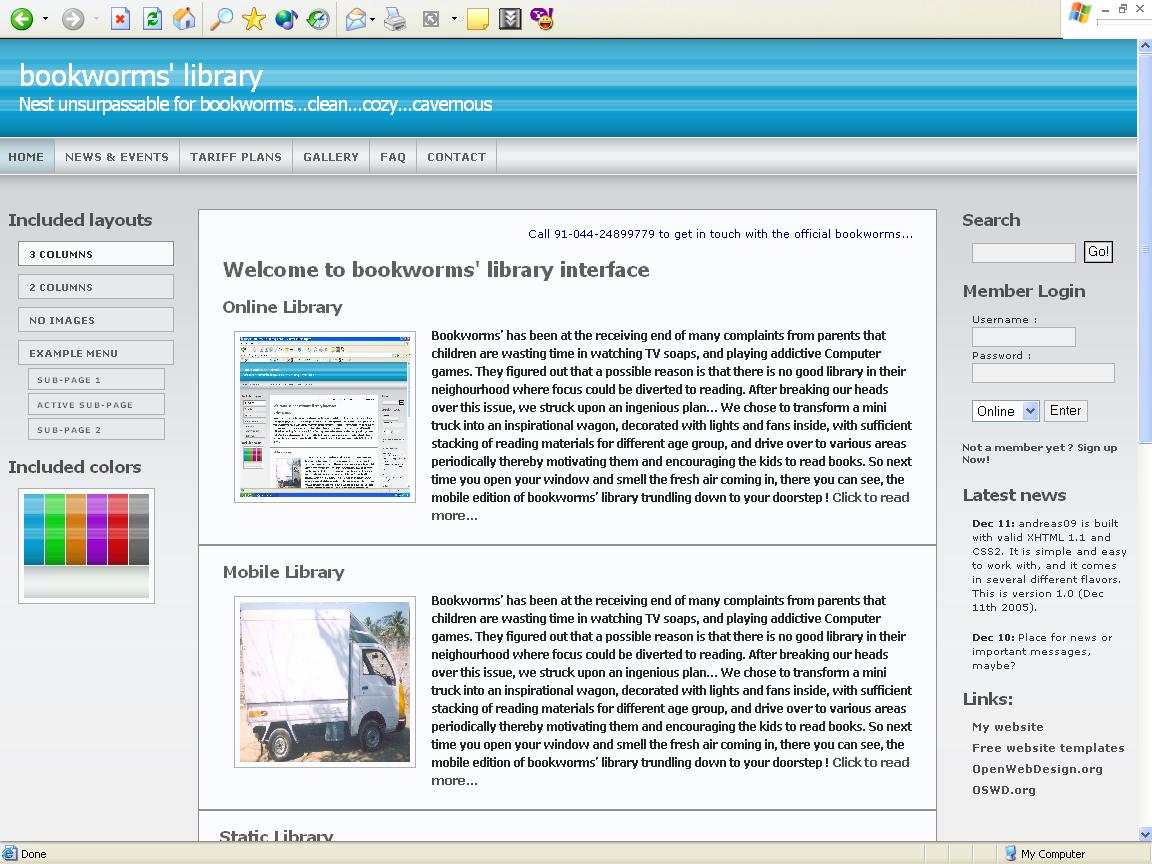 bookworms' library
Nest unsurpassable for bookworms...clean...cozy...cavernous
HOME
NEWS & EVENTS
TARIFF PLANS
GALLERY
FAQ
CONTACT
Included layouts
3 COLUMNS
2 COLUMNS
NO IMAGES
EXAMPLE MENU
SUB-PAGE 1
ACTIVE SUB-PAGE
SUB-PAGE 2
Included colors
Call 91-044-24899779 to get in touch with the official bookworms...
Welcome to bookworms' library interface
Online Library
Bookworms' has been at the receiving end of many complaints from parents that
children are wasting time in watching TV soaps, and playing addictive Computer
games. They figured out that a possible reason is that there is no good library in their
neighourhood where focus could be diverted to reading. After breaking our heads
over this issue, we struck upon an ingenious plan... We chose to transform a mini
truck into an inspirational wagon, decorated with lights and fans inside, with sufficient
stacking of reading materials for different age group, and drive over to various areas
periodically thereby motivating them and encouraging the kids to read books. So next
time you open your window and smell the fresh air coming in, there you can see, the
mobile edition of bookworms' library trundling down to your doorstep ! Click to read
more...
Mobile Library
Bookworms' has been at the receiving end of many complaints from parents that
children are wasting time in watching TV soaps, and playing addictive Computer
games. They figured out that a possible reason is that there is no good library in their
neighourhood where focus could be diverted to reading. After breaking our heads
over this issue, we struck upon an ingenious plan... We chose to transform a mini
truck into an inspirational wagon, decorated with lights and fans inside, with sufficient
stacking of reading materials for different age group, and drive over to various areas
periodically thereby motivating them and encouraging the kids to read books. So next
time you open your window and smell the fresh air coming in, there you can see, the
mobile edition of bookworms' library trundling down to your doorstep ! Click to read
more...
Static Library
Search
Go!
Member Login
Username :
Password :
Online
Enter
Not a member yet ? Sign up
Now!
Latest news
Dec 11: andreas09 is built
with valid XHTML 1.1 and
CSS2. It is simple and easy
to work with, and it comes
in several different flavors.
This is version 1.0 (Dec
11th 2005).
Dec 10: Place for news or
important messages,
maybe?
Links:
My website
Free website templates
OpenWebDesign.org
OSWD.org
Done
My Computer